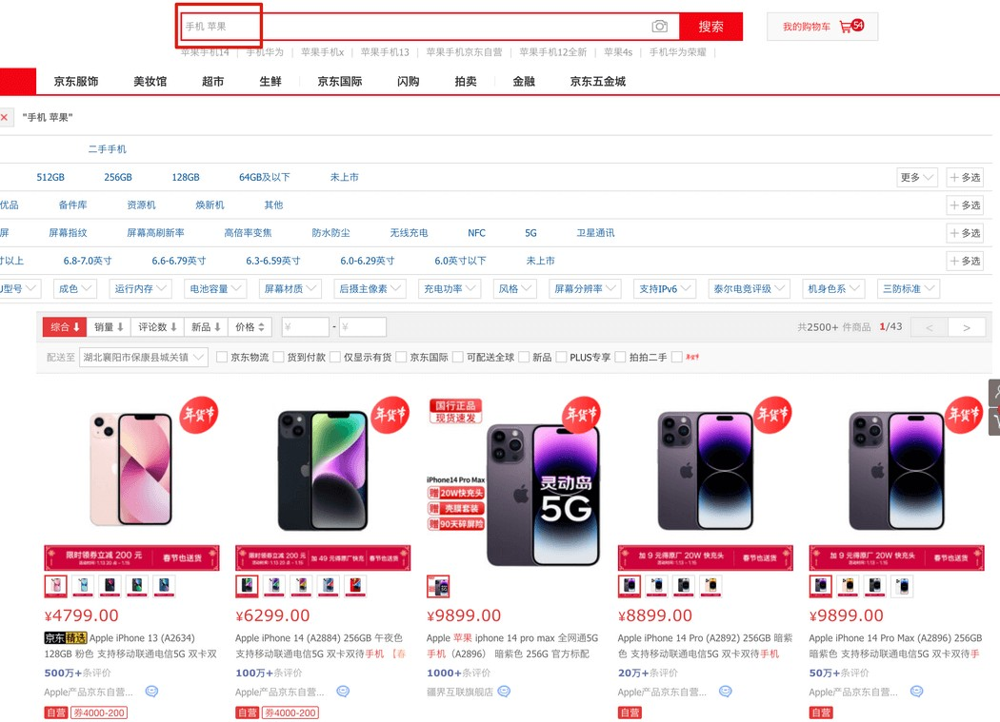 手机 苹果
搜索
我的购物车
54
苹果手机14 | 手机华为 | 苹果手机x | 苹果手机13 | 苹果手机京东自营 | 苹果手机12全新 | 苹果4s | 手机华为荣耀 |
京东服饰 美妆馆 超市 生鲜 京东国际 闪购 拍卖 金融 京东五金城
"手机 苹果"
二手手机
512GB 256GB 128GB 64GB及以下 未上市 更多 多选
优品 备件库 资源机 焕新机 其他 多选
屏 屏幕指纹 屏幕高刷新率 高倍率变焦 防水防尘 无线充电 NFC 5G 卫星通讯 多选
寸以上 6.8-7.0英寸 6.6-6.79英寸 6.3-6.59英寸 6.0-6.29英寸 6.0英寸以下 未上市 多选
型号 成色 运行内存 电池容量 屏幕材质 后摄主像素 充电功率 风格 屏幕分辨率 支持IPv6 泰尔电竞评级 机身色系 三防标准
综合 销量 评论数 新品 价格 ¥ - ¥ 共2500+ 件商品 1/43 < >
配送至 湖北襄阳市保康县城关镇 京东物流 货到付款 仅显示有货 京东国际 可配送全球 新品 PLUS专享 拍拍二手 年货节
年货节 年货节 年货节 年货节 年货节
国行正品
现货速发
iPhone14 Pro Max
赠20W快充头
赠壳膜套装
赠90天碎屏险
灵动岛
5G
限时领券立减 200 元 春节也送货
限时领券立减 200 元 加 49 元得原厂快充 春节也送货
加 9 元得原厂 20W 快充头 春节也送货
加 9 元得原厂 20W 快充头 春节也送货
¥4799.00 ¥6299.00 ¥9899.00 ¥8899.00 ¥9899.00
京东精选 Apple iPhone 13 (A2634)
128GB 粉色 支持移动联通电信5G 双卡双
500万+条评价
Apple产品京东自营...
自营 券4000-200
Apple iPhone 14 (A2884) 256GB 午夜色
支持移动联通电信5G 双卡双待手机 【春
100万+条评价
Apple产品京东自营...
自营 券4000-200
Apple 苹果 iphone 14 pro max 全网通5G
手机（A2896） 暗紫色 256G 官方标配
1000+条评价
疆界互联旗舰店
Apple iPhone 14 Pro (A2892) 256GB 暗紫
色 支持移动联通电信5G 双卡双待手机
20万+条评价
Apple产品京东自营...
自营
Apple iPhone 14 Pro Max (A2896) 256GB
暗紫色 支持移动联通电信5G 双卡双待手
50万+条评价
Apple产品京东自营...
自营